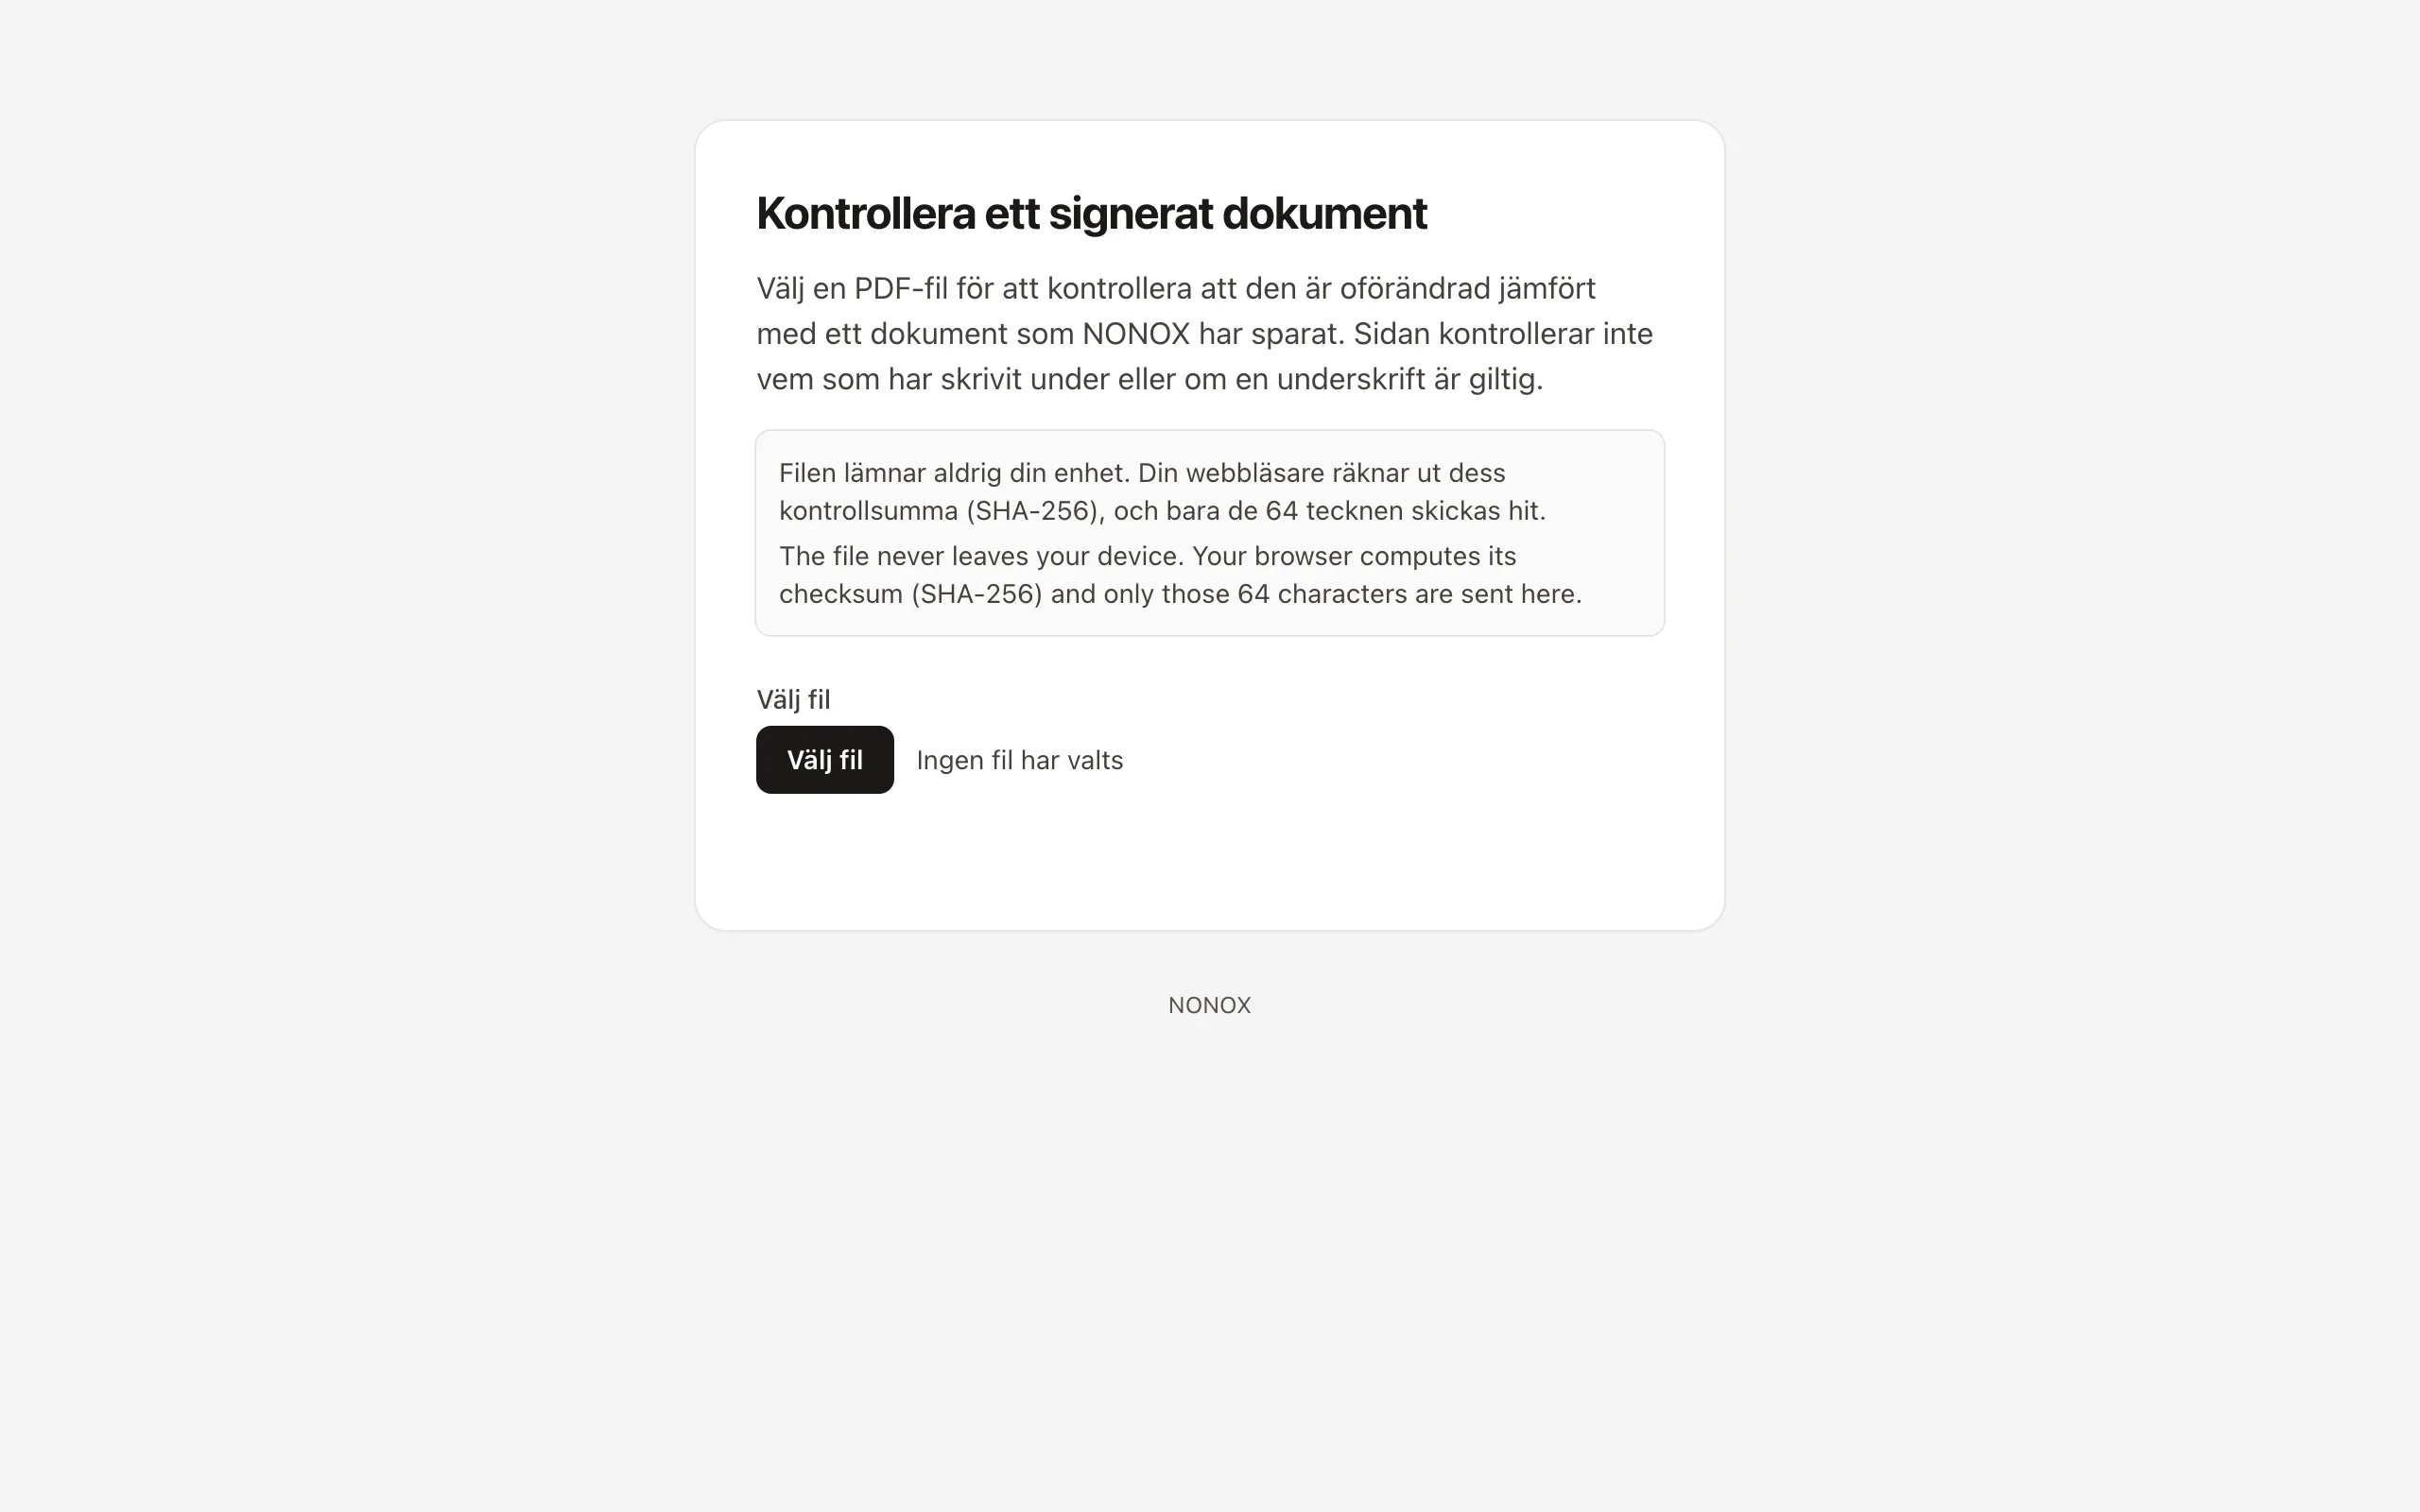 Kontrollera ett signerat dokument
Välj en PDF-fil för att kontrollera att den är oförändrad jämfört
med ett dokument som NONOX har sparat. Sidan kontrollerar inte
vem som har skrivit under eller om en underskrift är giltig.
Filen lämnar aldrig din enhet. Din webbläsare räknar ut dess
kontrollsumma (SHA-256), och bara de 64 tecknen skickas hit.
The file never leaves your device. Your browser computes its
checksum (SHA-256) and only those 64 characters are sent here.
Välj fil
Välj fil Ingen fil har valts
NONOX